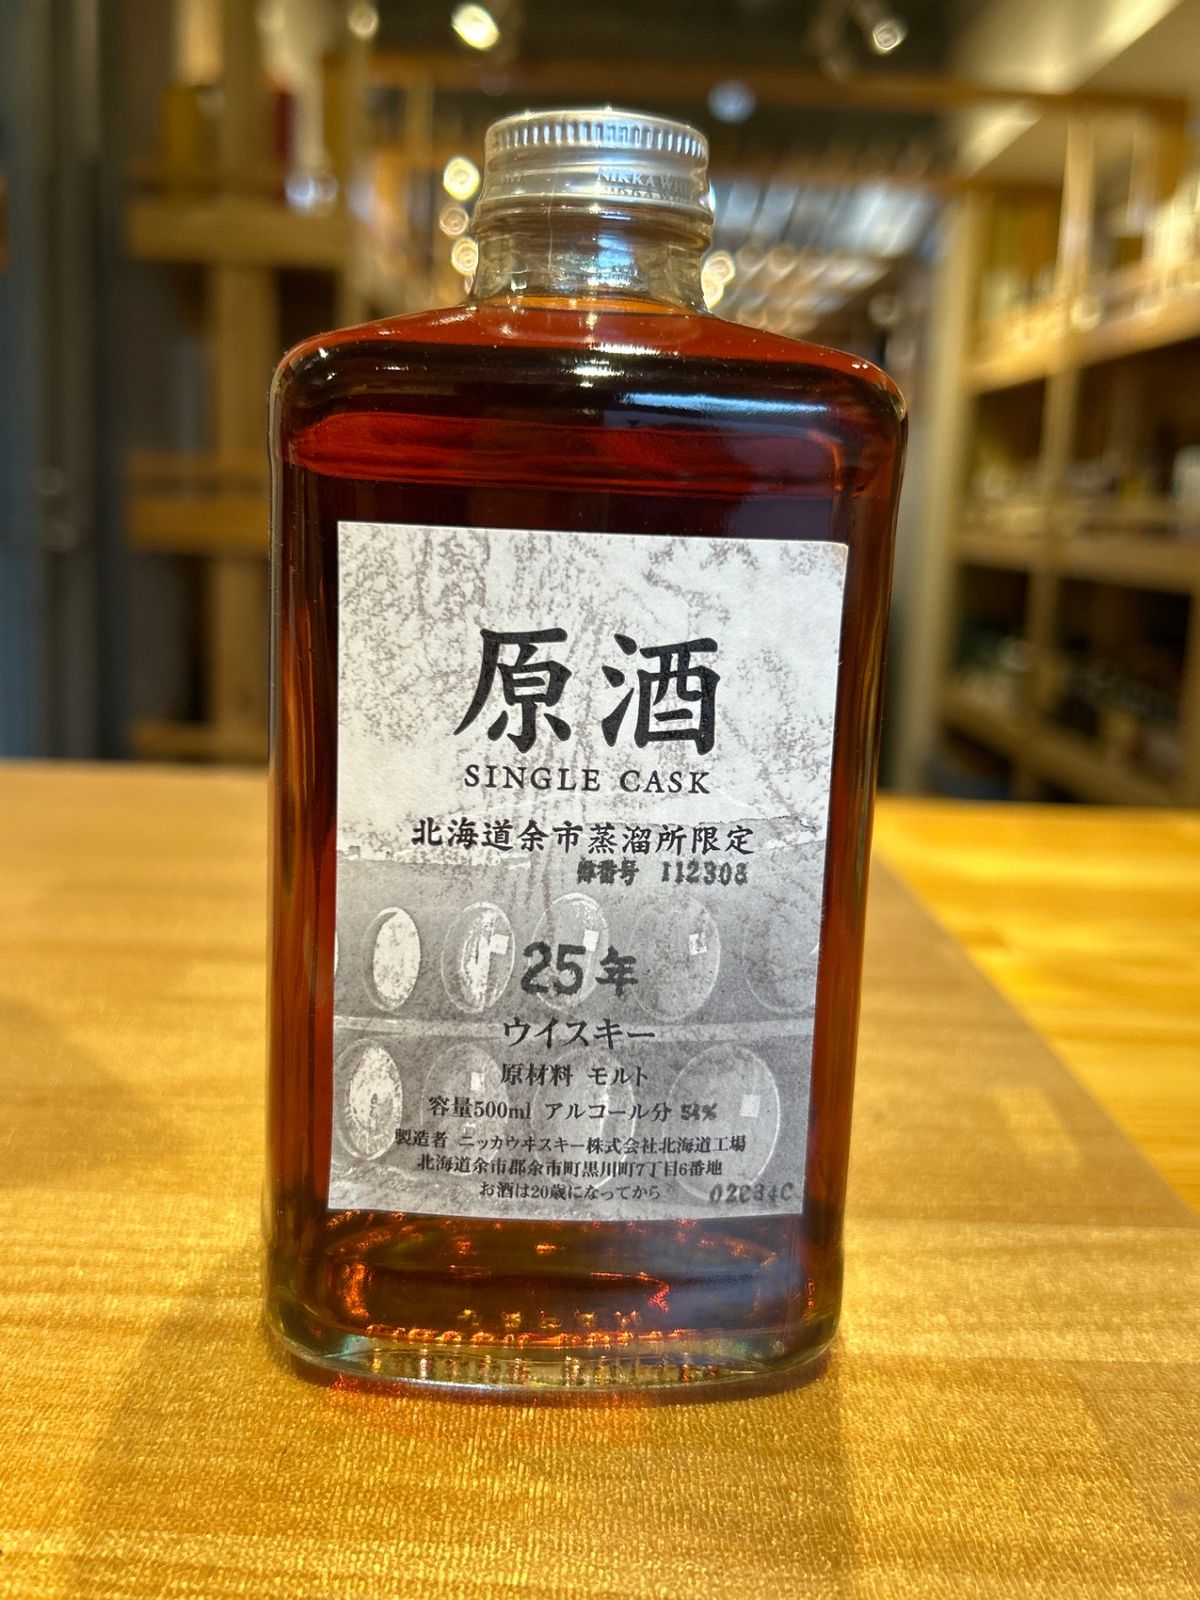 NIKKA WHI
原酒
SINGLE CASK
北海道余市蒸溜所限定
樽番号 112308
25年
ウイスキー
原材料 モルト
容量500ml アルコール分 54%
製造者 ニッカウヰスキー株式会社北海道工場
北海道余市郡余市町黒川町7丁目6番地
お酒は20歳になってから